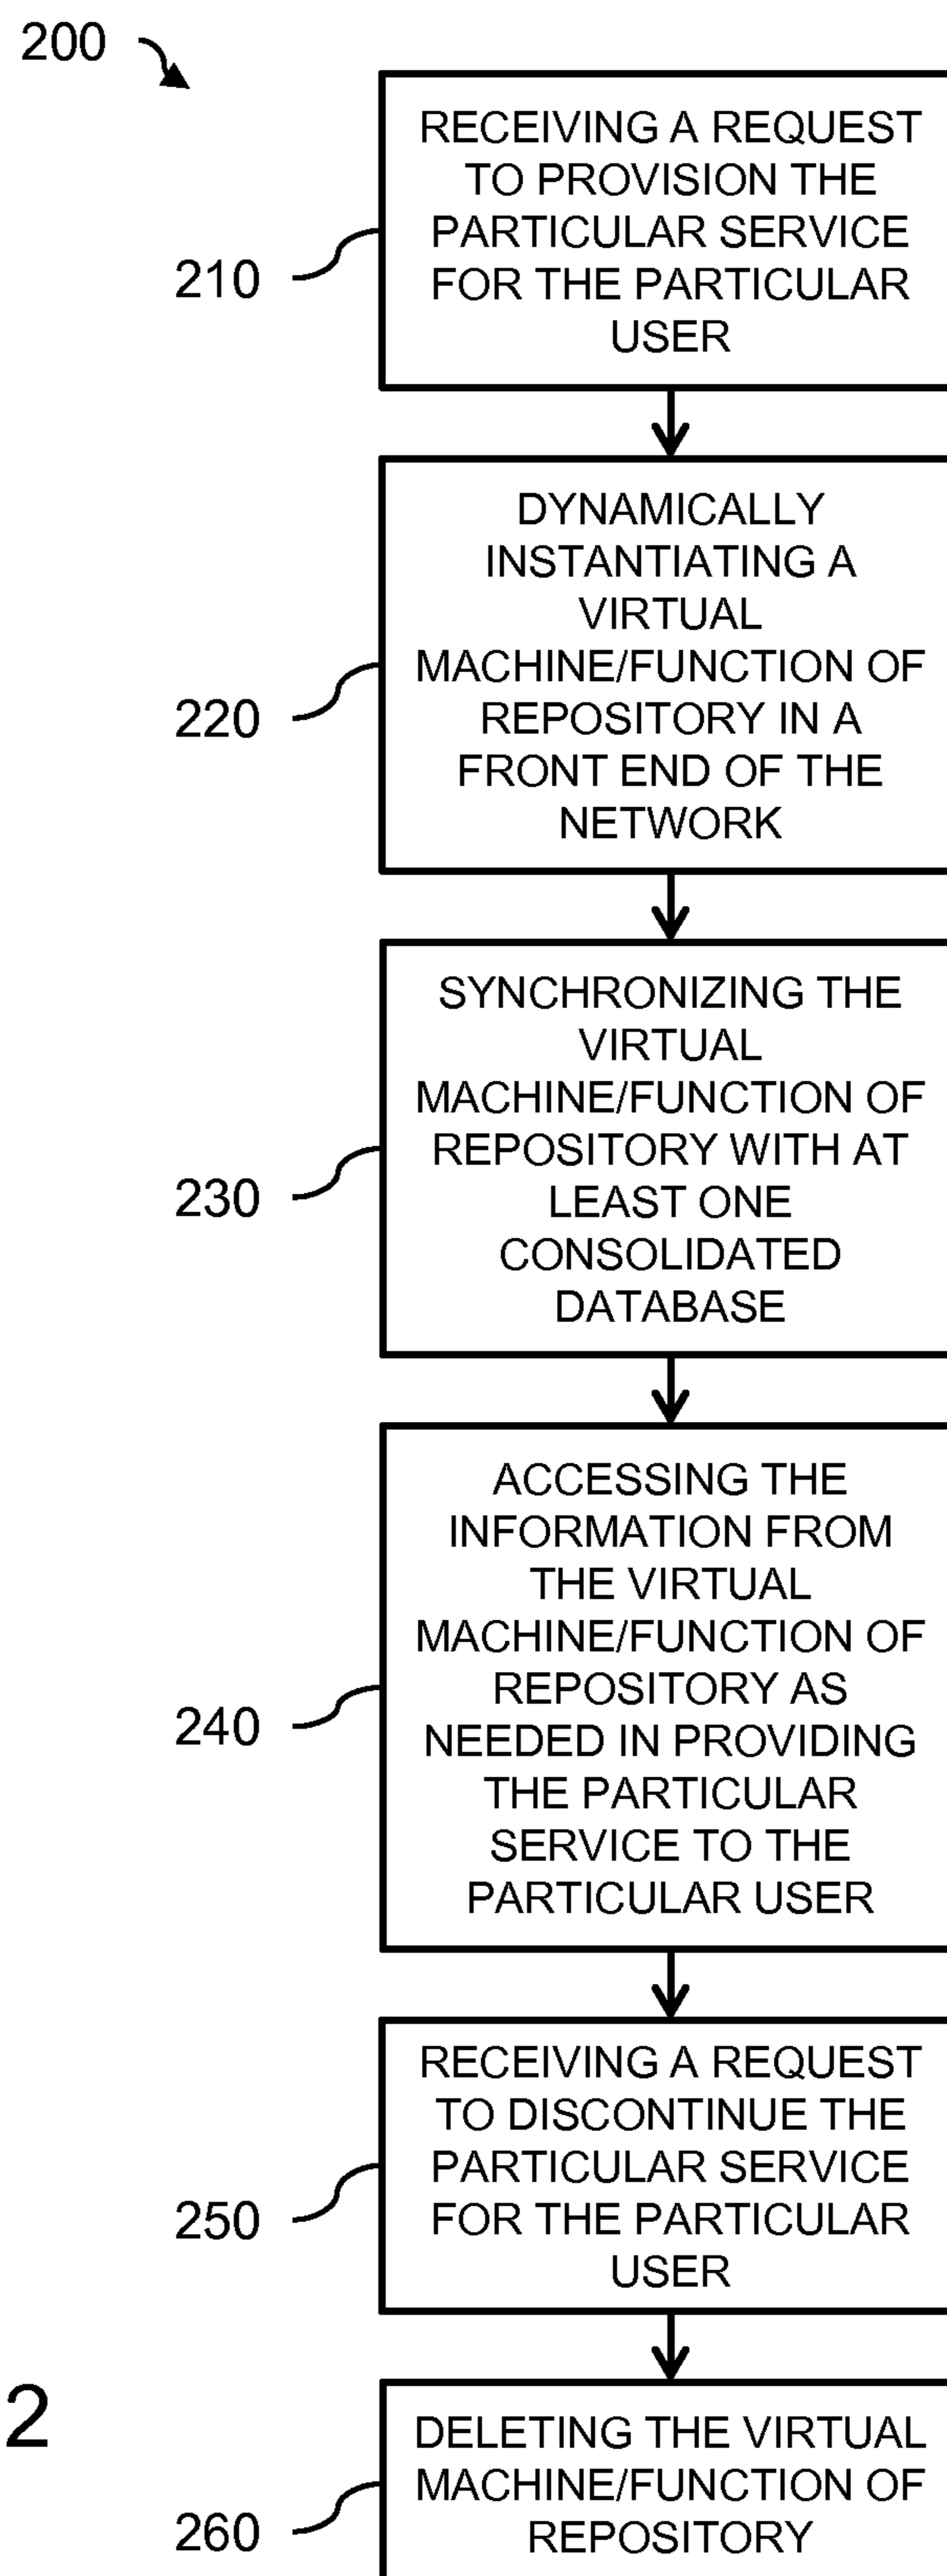 200
RECEIVING A REQUEST
TO PROVISION THE
PARTICULAR SERVICE
FOR THE PARTICULAR
USER
210
DYNAMICALLY
INSTANTIATING A
VIRTUAL
MACHINE/FUNCTION OF
REPOSITORY IN A
FRONT END OF THE
NETWORK
220
SYNCHRONIZING THE
VIRTUAL
MACHINE/FUNCTION OF
REPOSITORY WITH AT
LEAST ONE
CONSOLIDATED
DATABASE
230
ACCESSING THE
INFORMATION FROM
THE VIRTUAL
MACHINE/FUNCTION OF
REPOSITORY AS
NEEDED IN PROVIDING
THE PARTICULAR
SERVICE TO THE
PARTICULAR USER
240
RECEIVING A REQUEST
TO DISCONTINUE THE
PARTICULAR SERVICE
FOR THE PARTICULAR
USER
250
2
DELETING THE VIRTUAL
MACHINE/FUNCTION OF
REPOSITORY
260